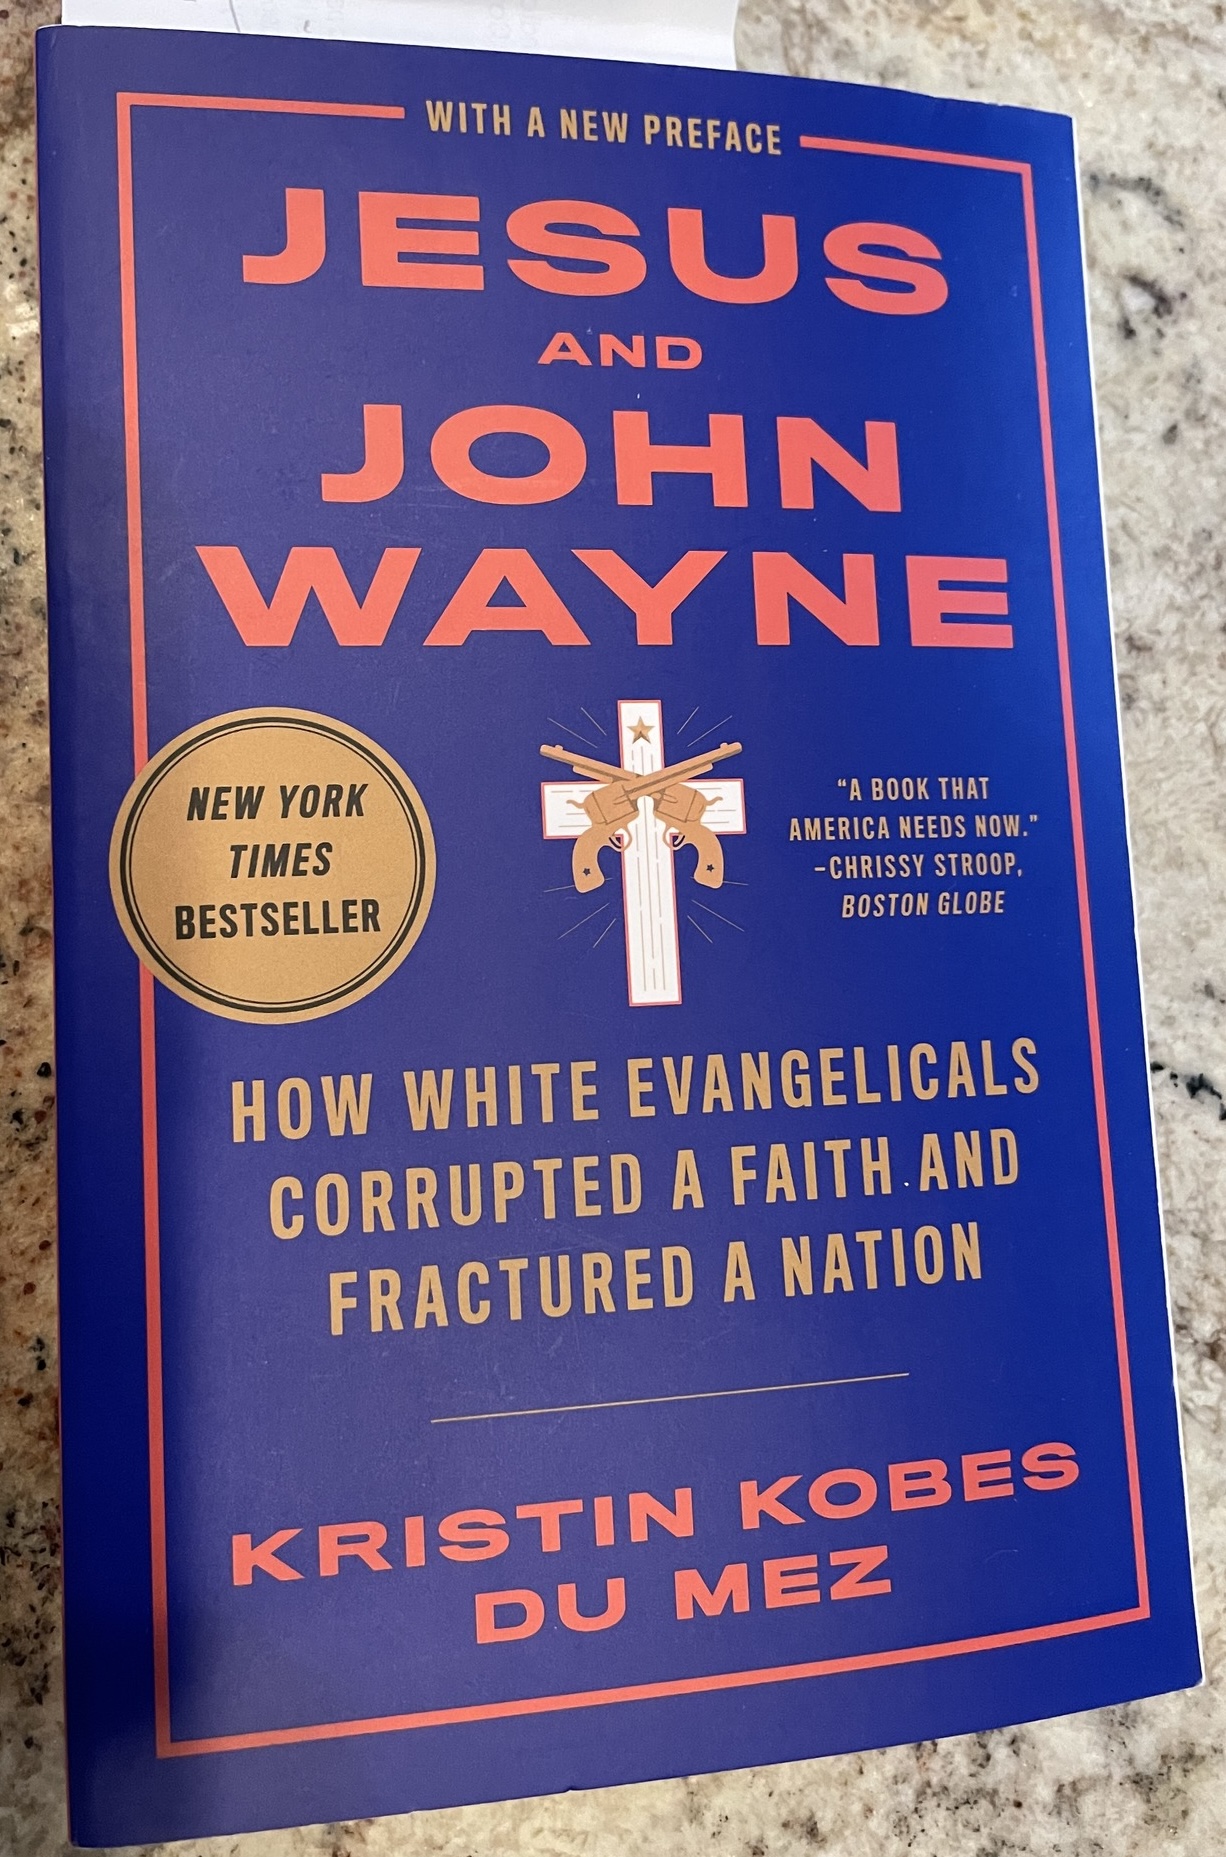 WITH A NEW PREFACE
JESUS
AND
JOHN
WAYNE
NEW YORK
TIMES
BESTSELLER
“A BOOK THAT
AMERICA NEEDS NOW.”
–CHRISSY STROOP,
BOSTON GLOBE
HOW WHITE EVANGELICALS
CORRUPTED A FAITH AND
FRACTURED A NATION
KRISTIN KOBES
DU MEZ